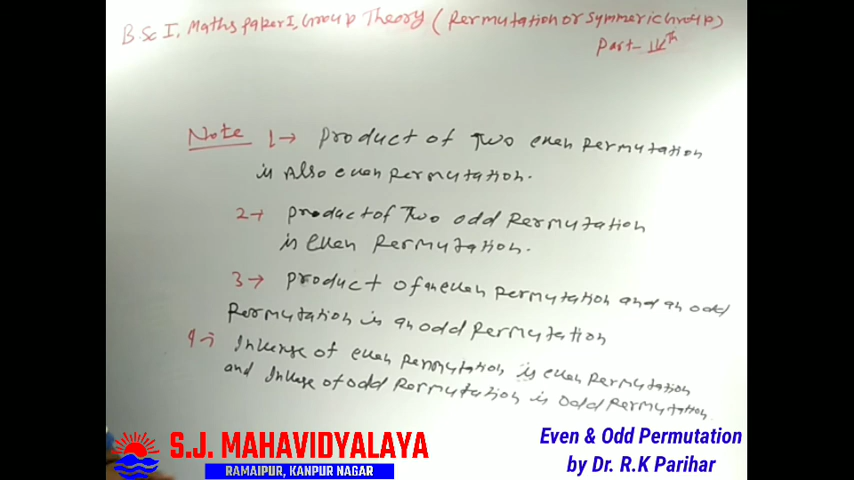 B.Sc I, Maths Paper I, Group Theory (Permutation or Symmeric Group)
Part- IVTh
Note 1→ Product of Two even Permutation
is Also even Permutation.
2→ Product of Two odd Permutation
is even Permutation.
3→ Product of an even Permutation and an odd
Permutation is an odd Permutation
4→ Inverse of even permutation is even Permutation
and Invese of odd Permutation is odd Permutation
S.J. MAHAVIDYALAYA
RAMAIPUR, KANPUR NAGAR
Even & Odd Permutation
by Dr. R.K Parihar